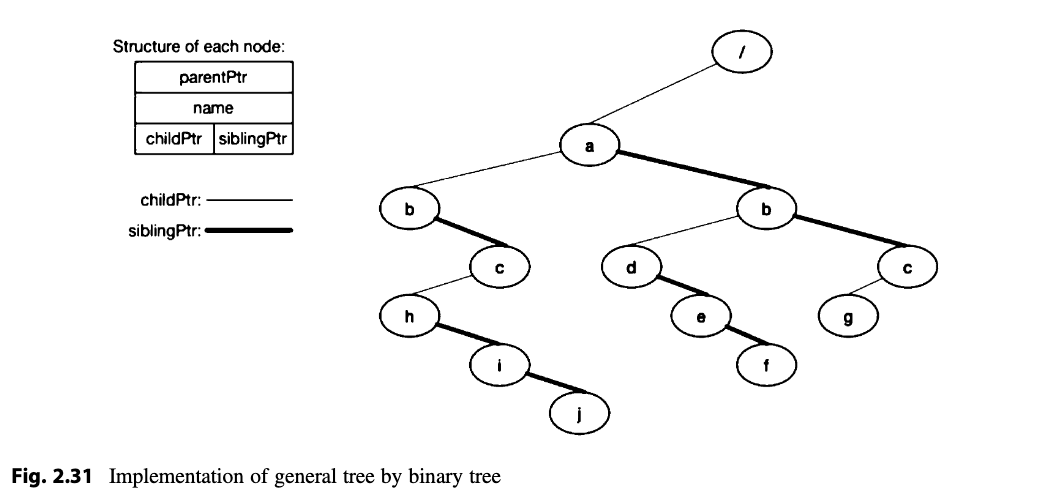 Structure of each node:
parentPtr
name
childPtr siblingPtr
childPtr:
siblingPtr:
/
a
b
b
c
d
c
h
e
g
i
f
j
Fig. 2.31 Implementation of general tree by binary tree